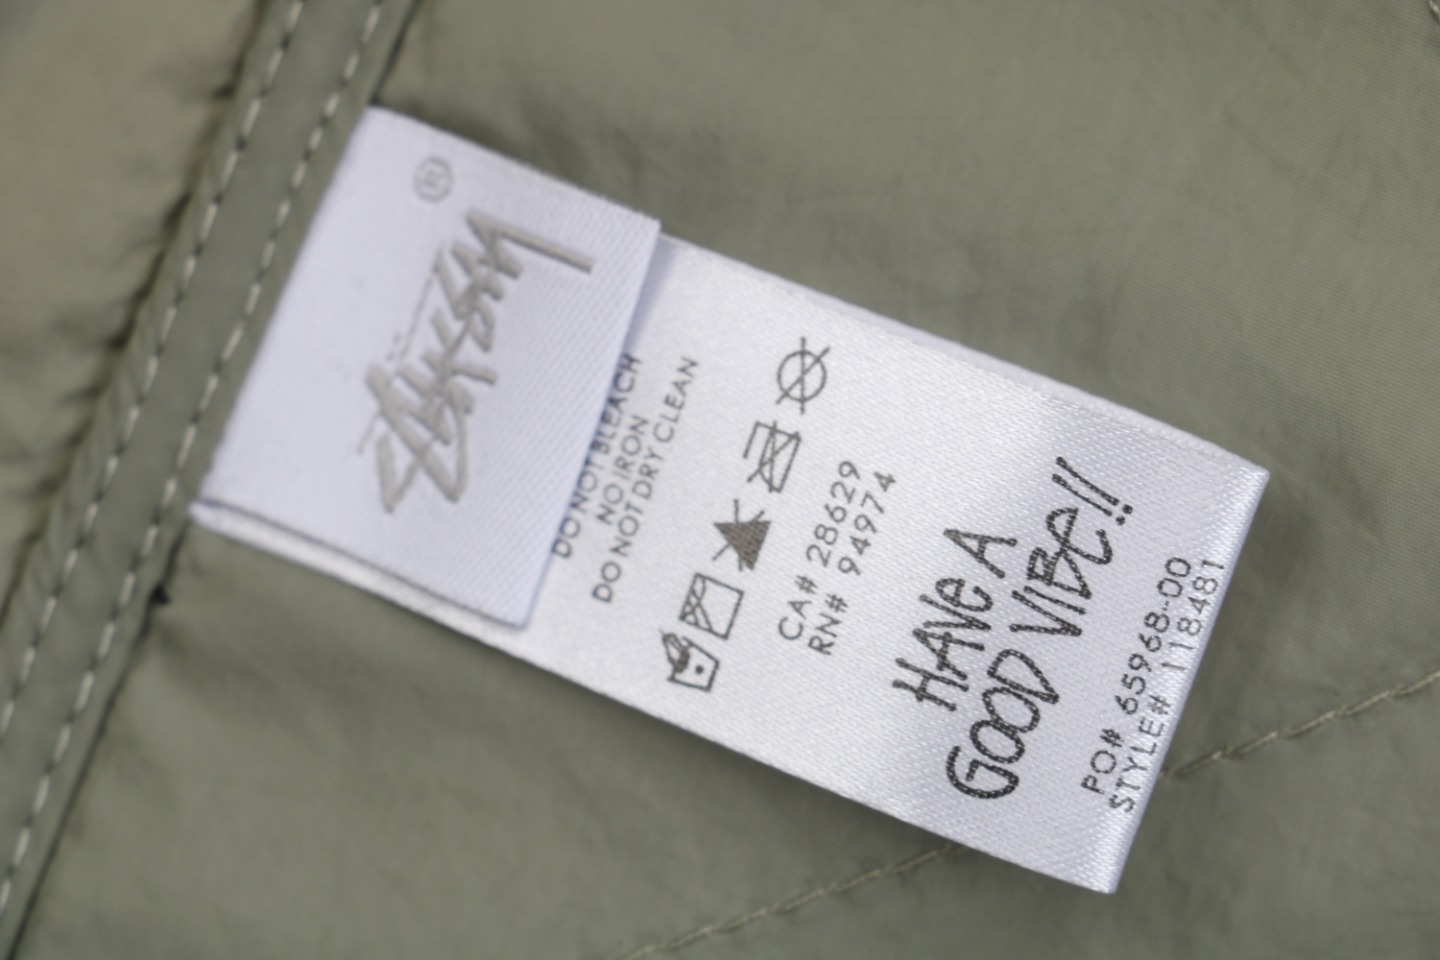 ®
Stüssy
DO NOT BLEACH
NO IRON
DO NOT DRY CLEAN
CA# 28629
RN# 94974
HAVE A
GOOD VIBE!!
PO# 65968-00
STYLE# 118481